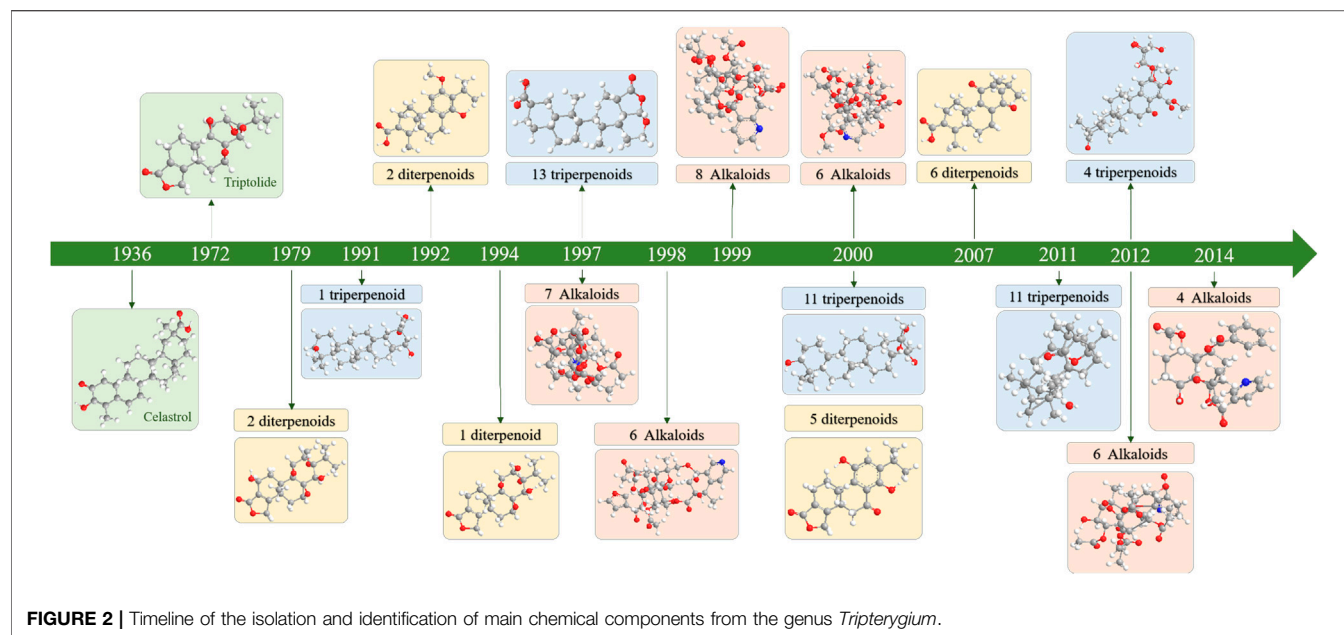 Triptolide
2 diterpenoids
13 triperpenoids
8 Alkaloids
6 Alkaloids
6 diterpenoids
4 triperpenoids
1936
1972
1979
1991
1992
1994
1997
1998
1999
2000
2007
2011
2012
2014
Celastrol
2 diterpenoids
1 triperpenoid
1 diterpenoid
7 Alkaloids
6 Alkaloids
11 triperpenoids
5 diterpenoids
11 triperpenoids
6 Alkaloids
4 Alkaloids
FIGURE 2 | Timeline of the isolation and identification of main chemical components from the genus Tripterygium.